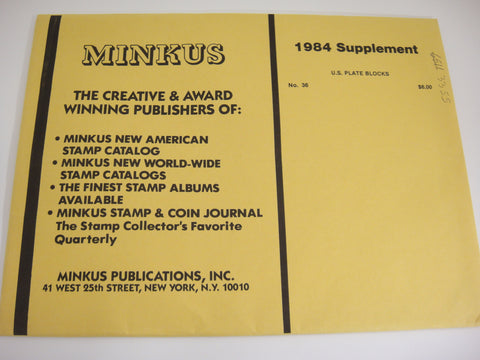 MINKUS
THE CREATIVE & AWARD
WINNING PUBLISHERS OF:
• MINKUS NEW AMERICAN
STAMP CATALOG
• MINKUS NEW WORLD-WIDE
STAMP CATALOGS
• THE FINEST STAMP ALBUMS
AVAILABLE
• MINKUS STAMP & COIN JOURNAL
The Stamp Collector's Favorite
Quarterly
MINKUS PUBLICATIONS, INC.
41 WEST 25th STREET, NEW YORK, N.Y. 10010
1984 Supplement
U.S. PLATE BLOCKS
No. 36 $6.00